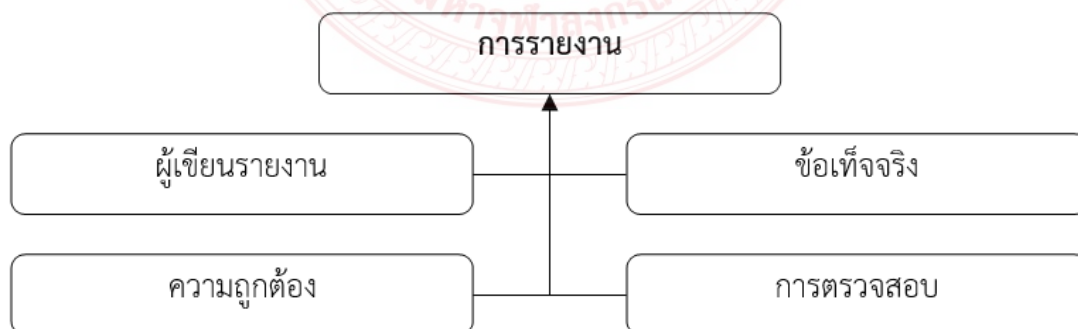 การรายงาน
ผู้เขียนรายงาน
ข้อเท็จจริง
ความถูกต้อง
การตรวจสอบ